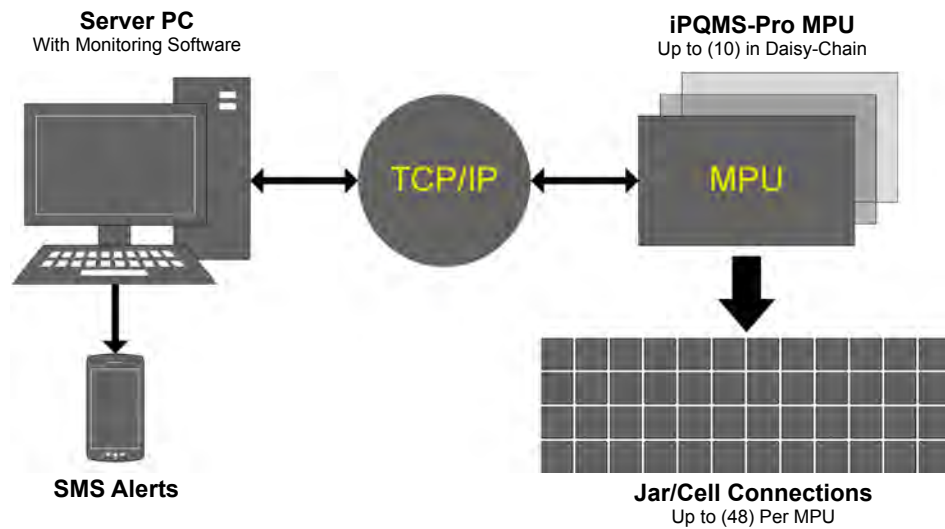 Server PC
With Monitoring Software
iPQMS-Pro MPU
Up to (10) in Daisy-Chain
TCP/IP
MPU
SMS Alerts
Jar/Cell Connections
Up to (48) Per MPU